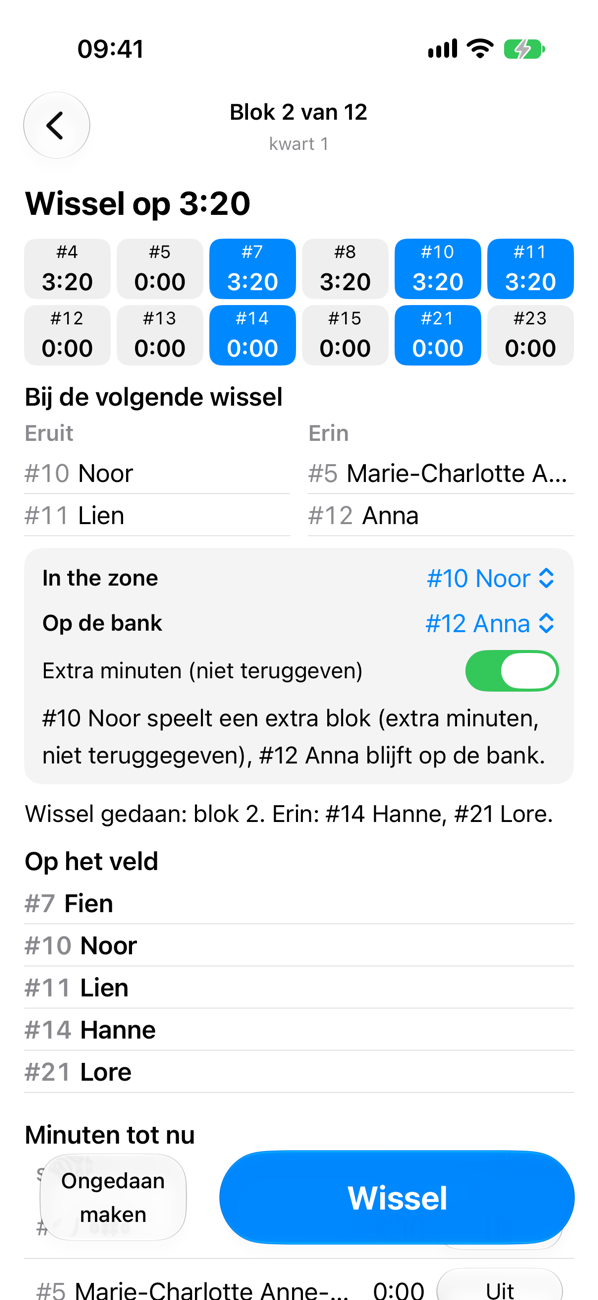 09:41
Blok 2 van 12
kwart 1
Wissel op 3:20
#4 #5 #7 #8 #10 #11
3:20 0:00 3:20 3:20 3:20 3:20
#12 #13 #14 #15 #21 #23
0:00 0:00 0:00 0:00 0:00 0:00
Bij de volgende wissel
Eruit Erin
#10 Noor #5 Marie-Charlotte A...
#11 Lien #12 Anna
In the zone #10 Noor
Op de bank #12 Anna
Extra minuten (niet teruggeven)
#10 Noor speelt een extra blok (extra minuten,
niet teruggegeven), #12 Anna blijft op de bank.
Wissel gedaan: blok 2. Erin: #14 Hanne, #21 Lore.
Op het veld
#7 Fien
#10 Noor
#11 Lien
#14 Hanne
#21 Lore
Minuten tot nu
Ongedaan
maken
Wissel
#5 Marie-Charlotte Anne-... 0:00 Uit